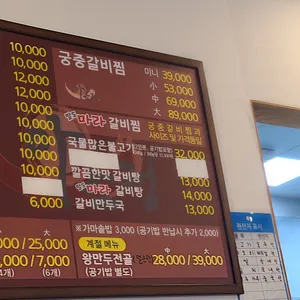 10,000
10,000
12,000
12,000
10,000
10,000
10,000
10,000
6,000
000 / 25,000
000 / 7,000
(6개)
궁중갈비찜
미니 39,000
小 53,000
中 69,000
大 89,000
마라 갈비찜
궁중갈비찜과
사이즈 및 가격동일
국물많은불고기
32,000
깔끔한맛 갈비탕 13,000
마라 갈비탕 14,000
갈비만두국 13,000
※ 가마솥밥 3,000 (공기밥 반납시 추가 2,000)
계절 메뉴
왕만두전골
中 大
28,000 / 39,000
(공기밥 별도)